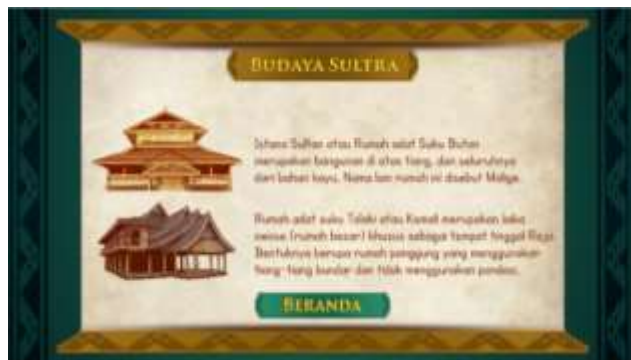 BUDAYA SULTRA
Istana Sultan atau Rumah adat Suku Buton
merupakan bangunan di atas tiang, dan seluruhnya
dari bahan kayu. Nama lain rumah ini disebut Malige.
Rumah adat suku Tolaki atau Komali merupakan laika
(rumah besar) khusus sebagai tempat tinggal Raja.
Bentuknya berupa rumah panggung yang menggunakan
tiang-tiang bundar dan tidak menggunakan
BERANDA